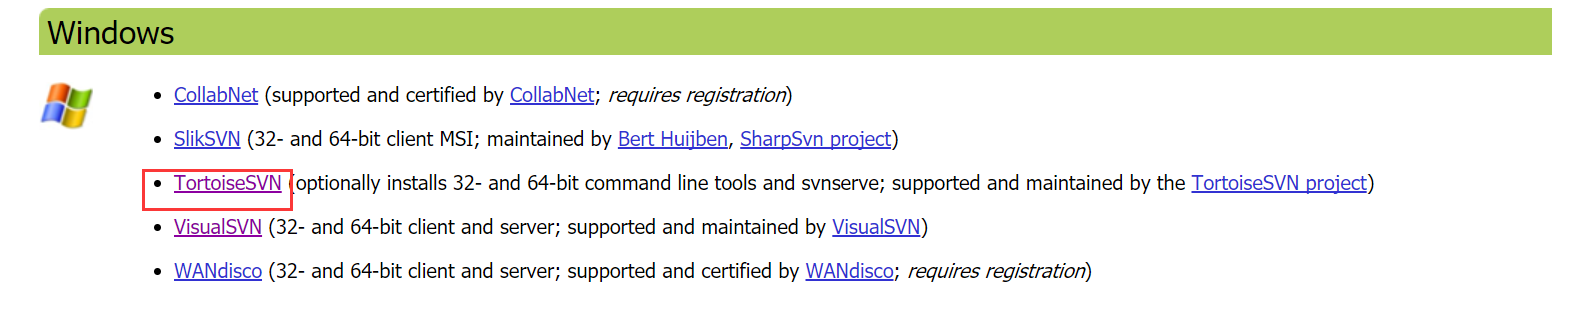 Windows
CollabNet (supported and certified by CollabNet; requires registration)
SlikSVN (32- and 64-bit client MSI; maintained by Bert Huijben, SharpSvn project)
TortoiseSVN (optionally installs 32- and 64-bit command line tools and svnserve; supported and maintained by the TortoiseSVN project)
VisualSVN (32- and 64-bit client and server; supported and maintained by VisualSVN)
WANdisco (32- and 64-bit client and server; supported and certified by WANdisco; requires registration)